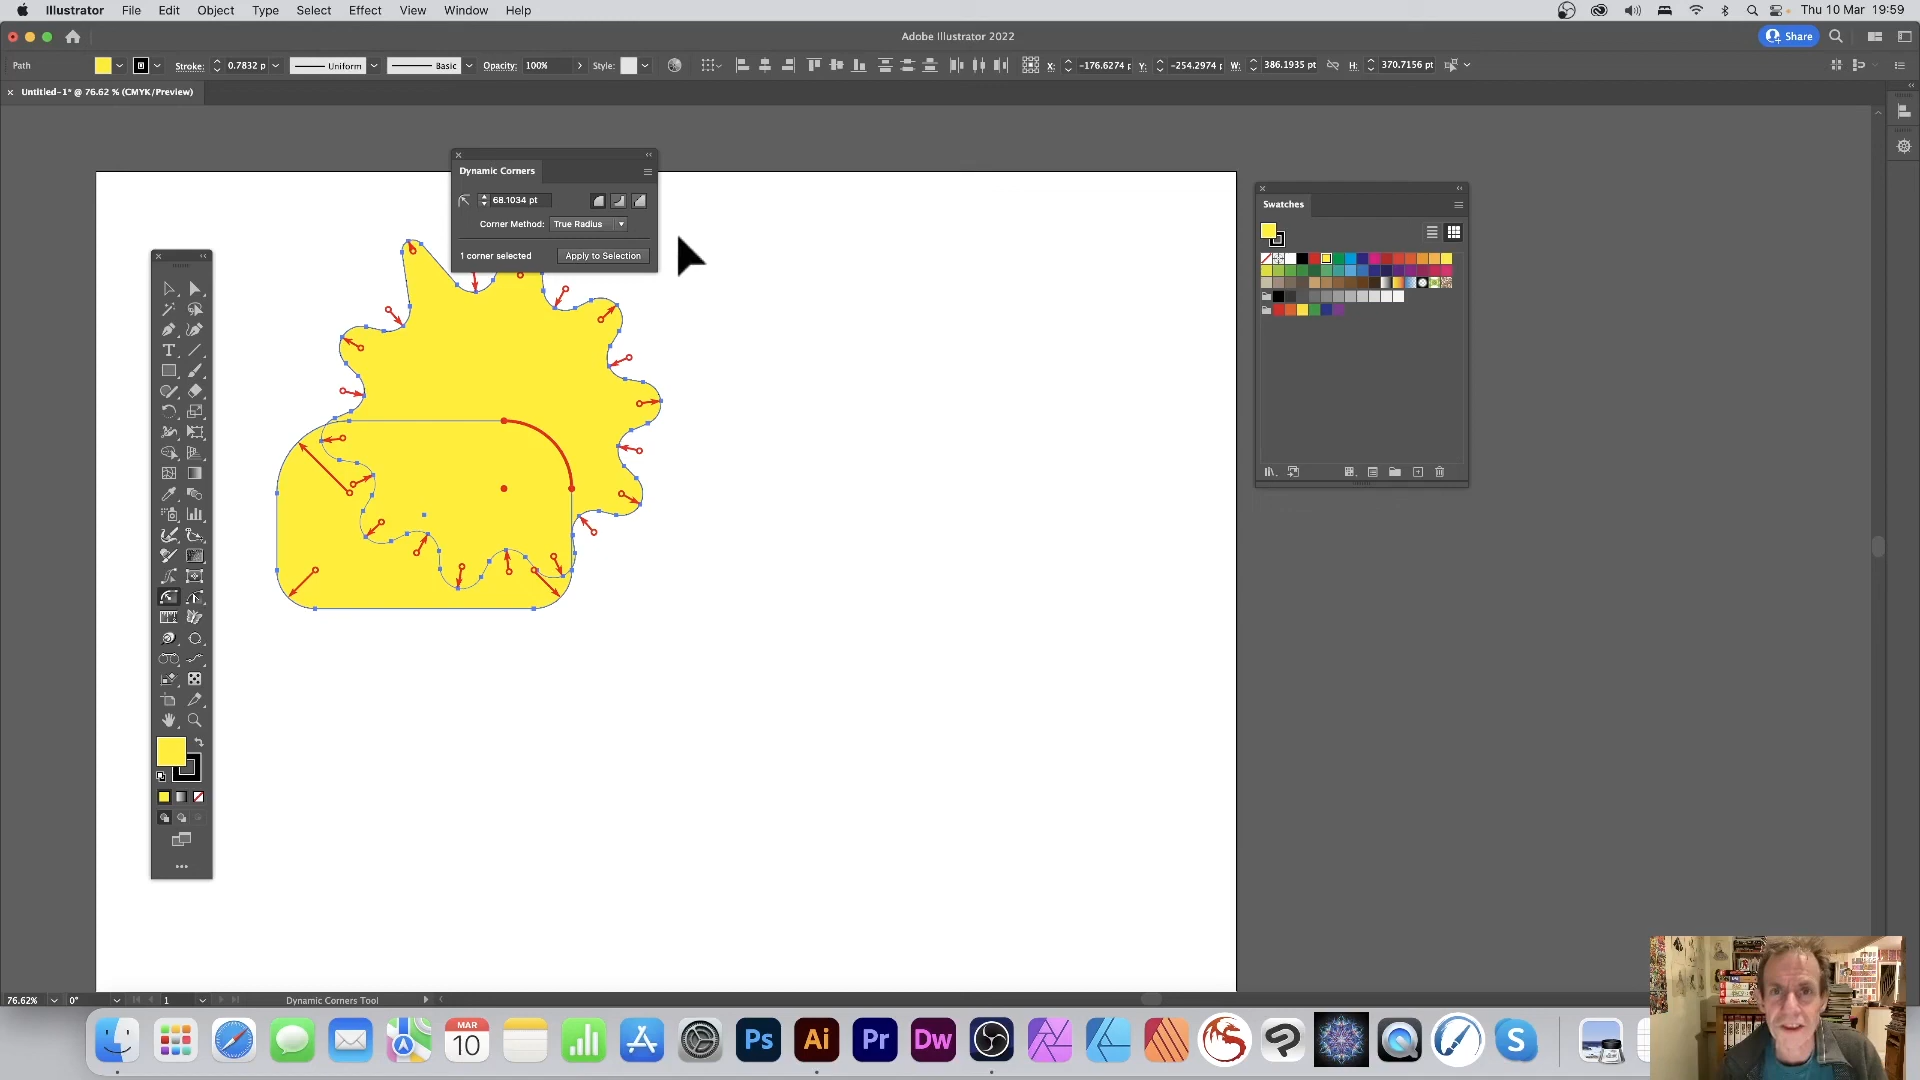 Illustrator File Edit Object Type Select Effect View Window Help
Thu 10 Mar 19:59
Adobe Illustrator 2022
Share
Path
Stroke: 0.7832 p
Uniform
Basic
Opacity: 100%
Style:
X: -176.6274 p
Y: -254.2974 p
W: 386.1935 pt
H: 370.7156 pt
Untitled-1* @ 76.62 % (CMYK/Preview)
Dynamic Corners
68.1034 pt
Corner Method: True Radius
1 corner selected
Apply to Selection
Swatches
76.62%
0°
1
Dynamic Corners Tool
MAR
10
Ps
Ai
Pr
Dw